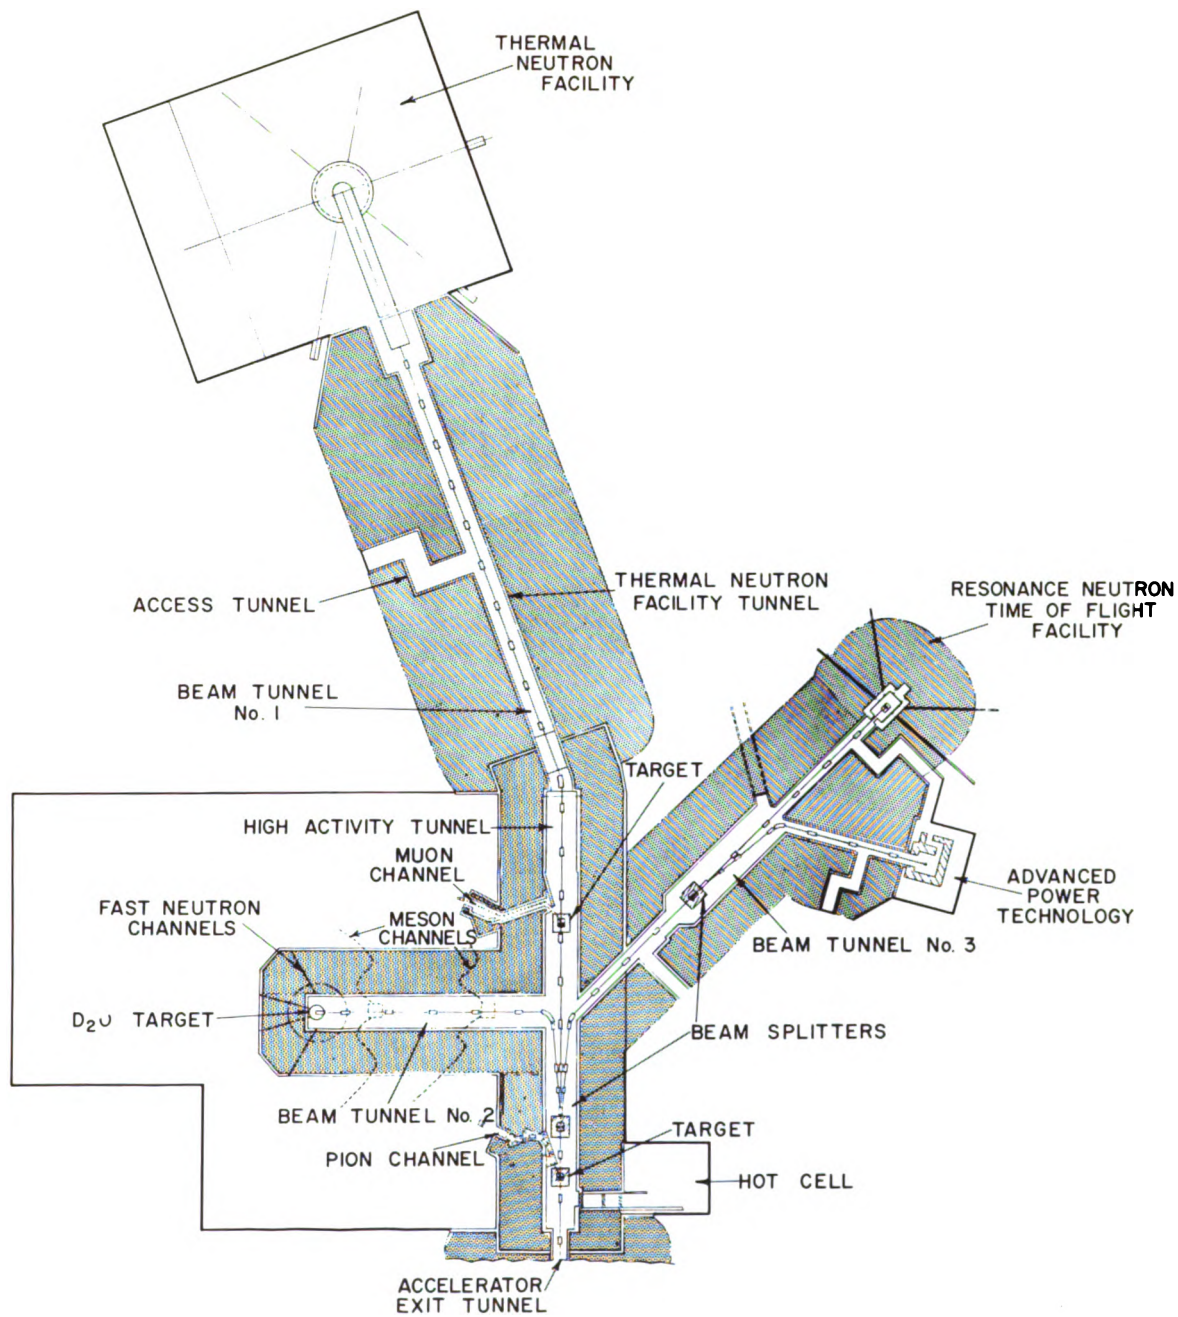 THERMAL
NEUTRON
FACILITY
ACCESS TUNNEL
THERMAL NEUTRON
FACILITY TUNNEL
RESONANCE NEUTRON
TIME OF FLIGHT
FACILITY
BEAM TUNNEL
No. 1
TARGET
HIGH ACTIVITY TUNNEL
MUON
CHANNEL
FAST NEUTRON
CHANNELS
MESON
CHANNELS
ADVANCED
POWER
TECHNOLOGY
BEAM TUNNEL No. 3
D₂O TARGET
BEAM SPLITTERS
BEAM TUNNEL No. 2
TARGET
PION CHANNEL
HOT CELL
ACCELERATOR
EXIT TUNNEL